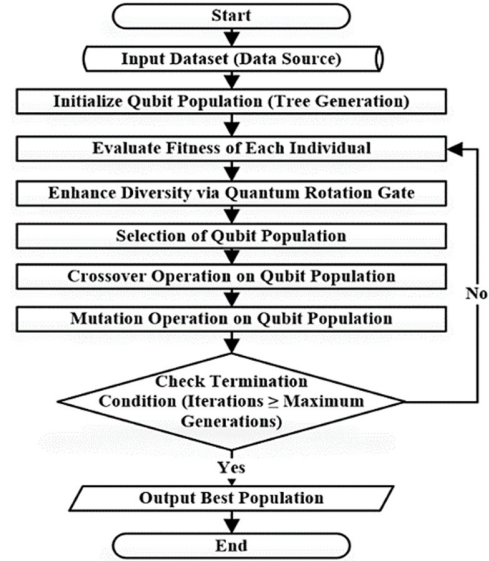 Start
Input Dataset (Data Source)
Initialize Qubit Population (Tree Generation)
Evaluate Fitness of Each Individual
Enhance Diversity via Quantum Rotation Gate
Selection of Qubit Population
Crossover Operation on Qubit Population
Mutation Operation on Qubit Population
No
Check Termination
Condition (Iterations ≥ Maximum
Generations)
Yes
Output Best Population
End